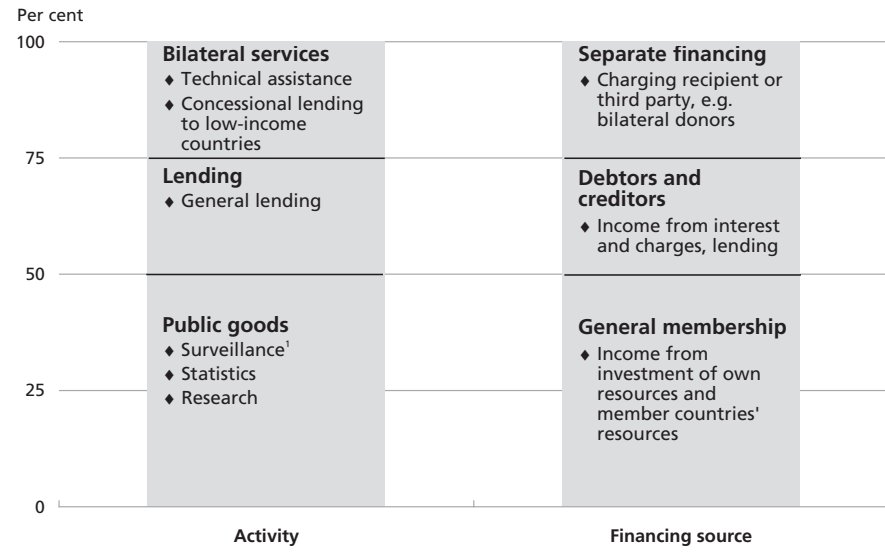 Per cent
100
75
50
25
0
Bilateral services
♦ Technical assistance
♦ Concessional lending
to low-income
countries
Lending
♦ General lending
Public goods
♦ Surveillance¹
♦ Statistics
♦ Research
Activity
Separate financing
♦ Charging recipient or
third party, e.g.
bilateral donors
Debtors and
creditors
♦ Income from interest
and charges, lending
General membership
♦ Income from
investment of own
resources and
member countries'
resources
Financing source